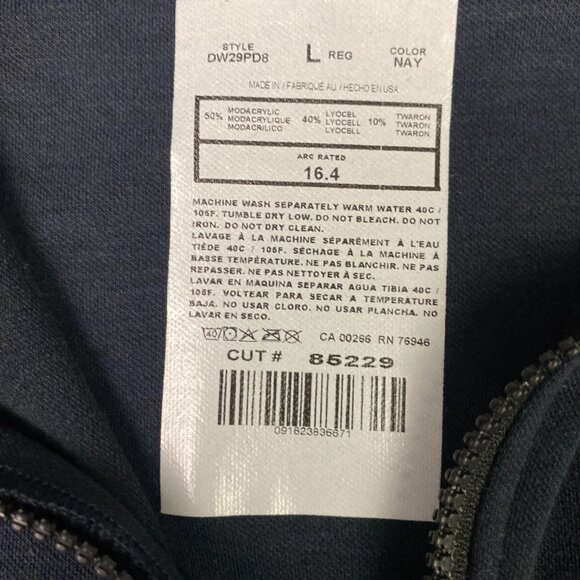 STYLE L REG COLOR
DW29PD8 NAY
MADE IN / FABRIQUÉ AU / HECHO EN USA
50% MODACRYLIC 40% LYOCEL 10% TWARON
MODACRYLIQUE LYOCELL TWARON
MODACRILICO LYOCELL TWARON
ARC RATED
16.4
MACHINE WASH SEPARATELY WARM WATER 40C /
105F. TUMBLE DRY LOW. DO NOT BLEACH. DO NOT
IRON. DO NOT DRY CLEAN.
LAVAGE À LA MACHINE SÉPARÉMENT À L'EAU
TIÈDE 40C / 105F. SÉCHAGE À LA MACHINE À
BASSE TEMPÉRATURE. NE PAS BLANCHIR. NE PAS
REPASSER. NE PAS NETTOYER À SEC.
LAVAR EN MAQUINA SEPARAR AGUA TIBIA 40C /
105F. VOLTEAR PARA SECAR A TEMPERATURE
BAJA. NO USAR CLORO. NO USAR PLANCHA. NO
LAVAR EN SECO.
40 CA 00266 RN 76946
CUT # 85229
091623836671